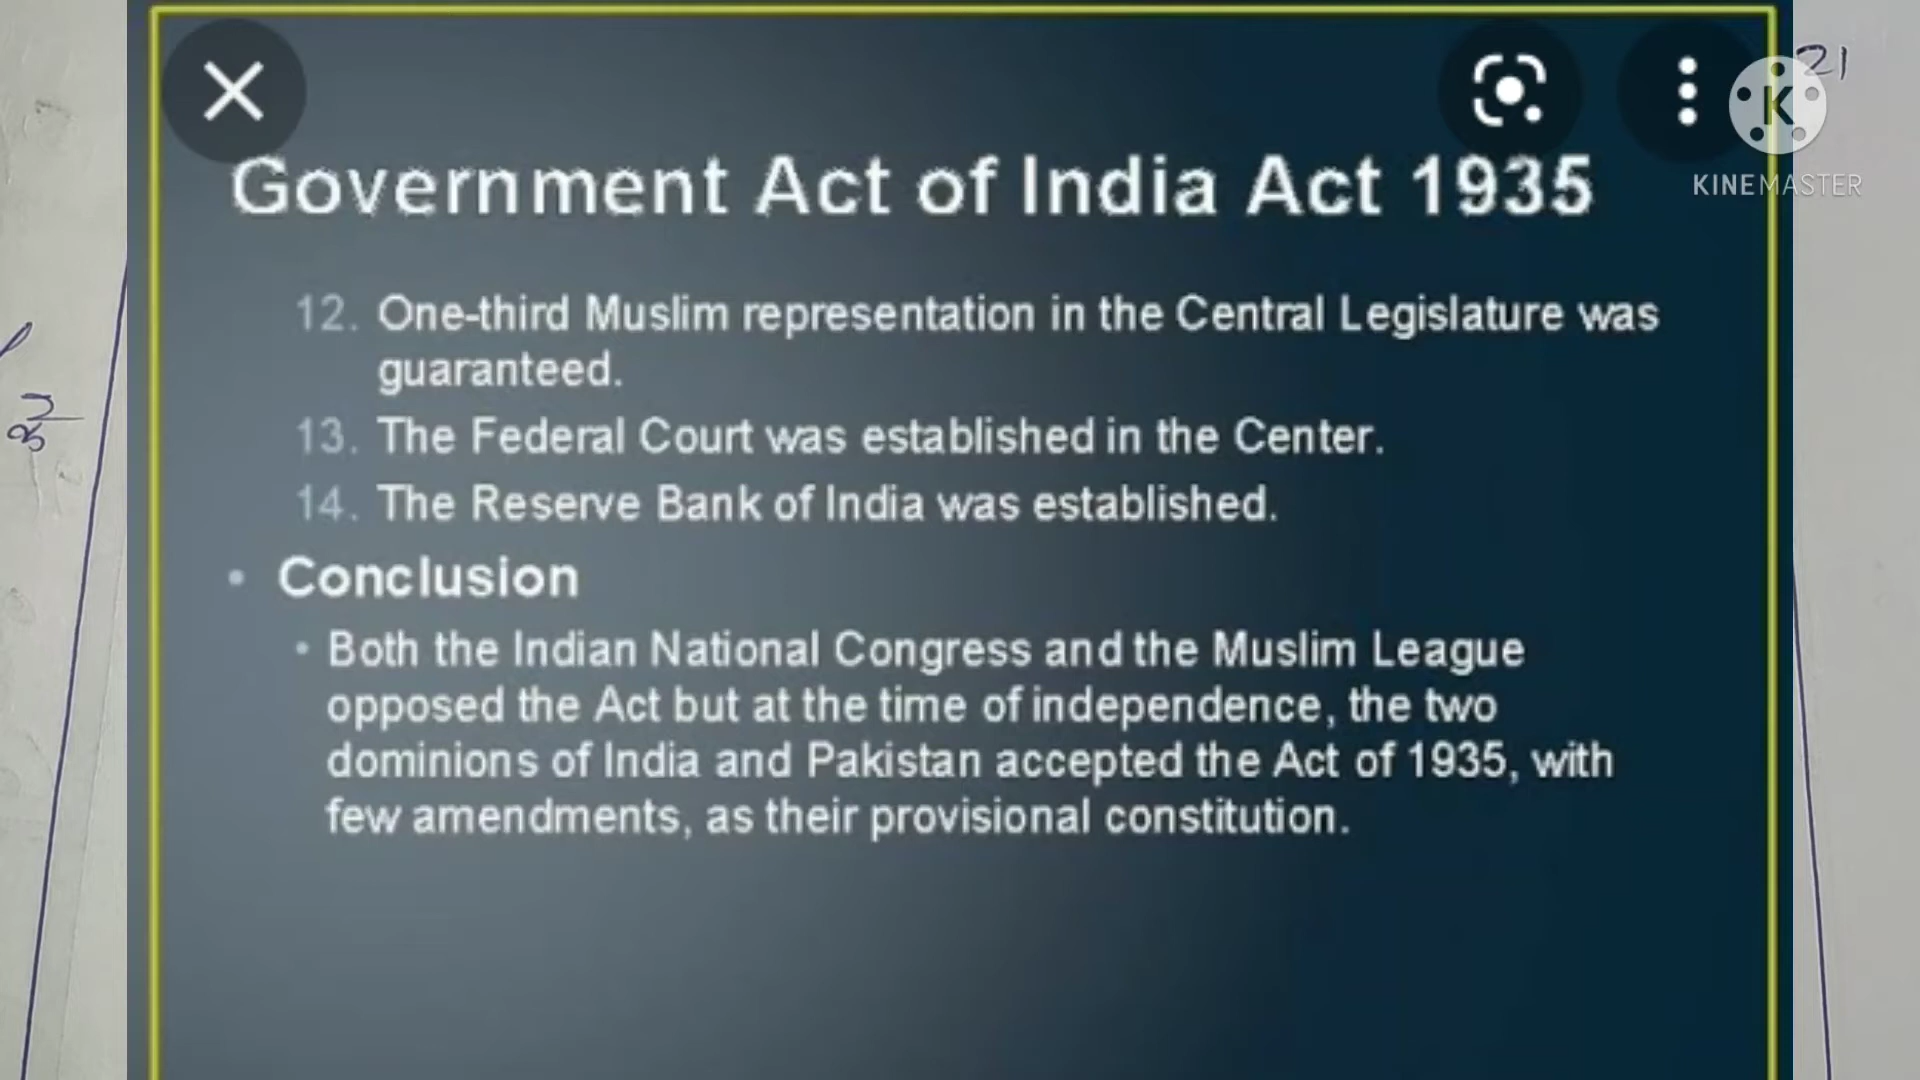 21
KINEMASTER
Government Act of India Act 1935
12. One-third Muslim representation in the Central Legislature was
guaranteed.
13. The Federal Court was established in the Center.
14. The Reserve Bank of India was established.
• Conclusion
• Both the Indian National Congress and the Muslim League
opposed the Act but at the time of independence, the two
dominions of India and Pakistan accepted the Act of 1935, with
few amendments, as their provisional constitution.